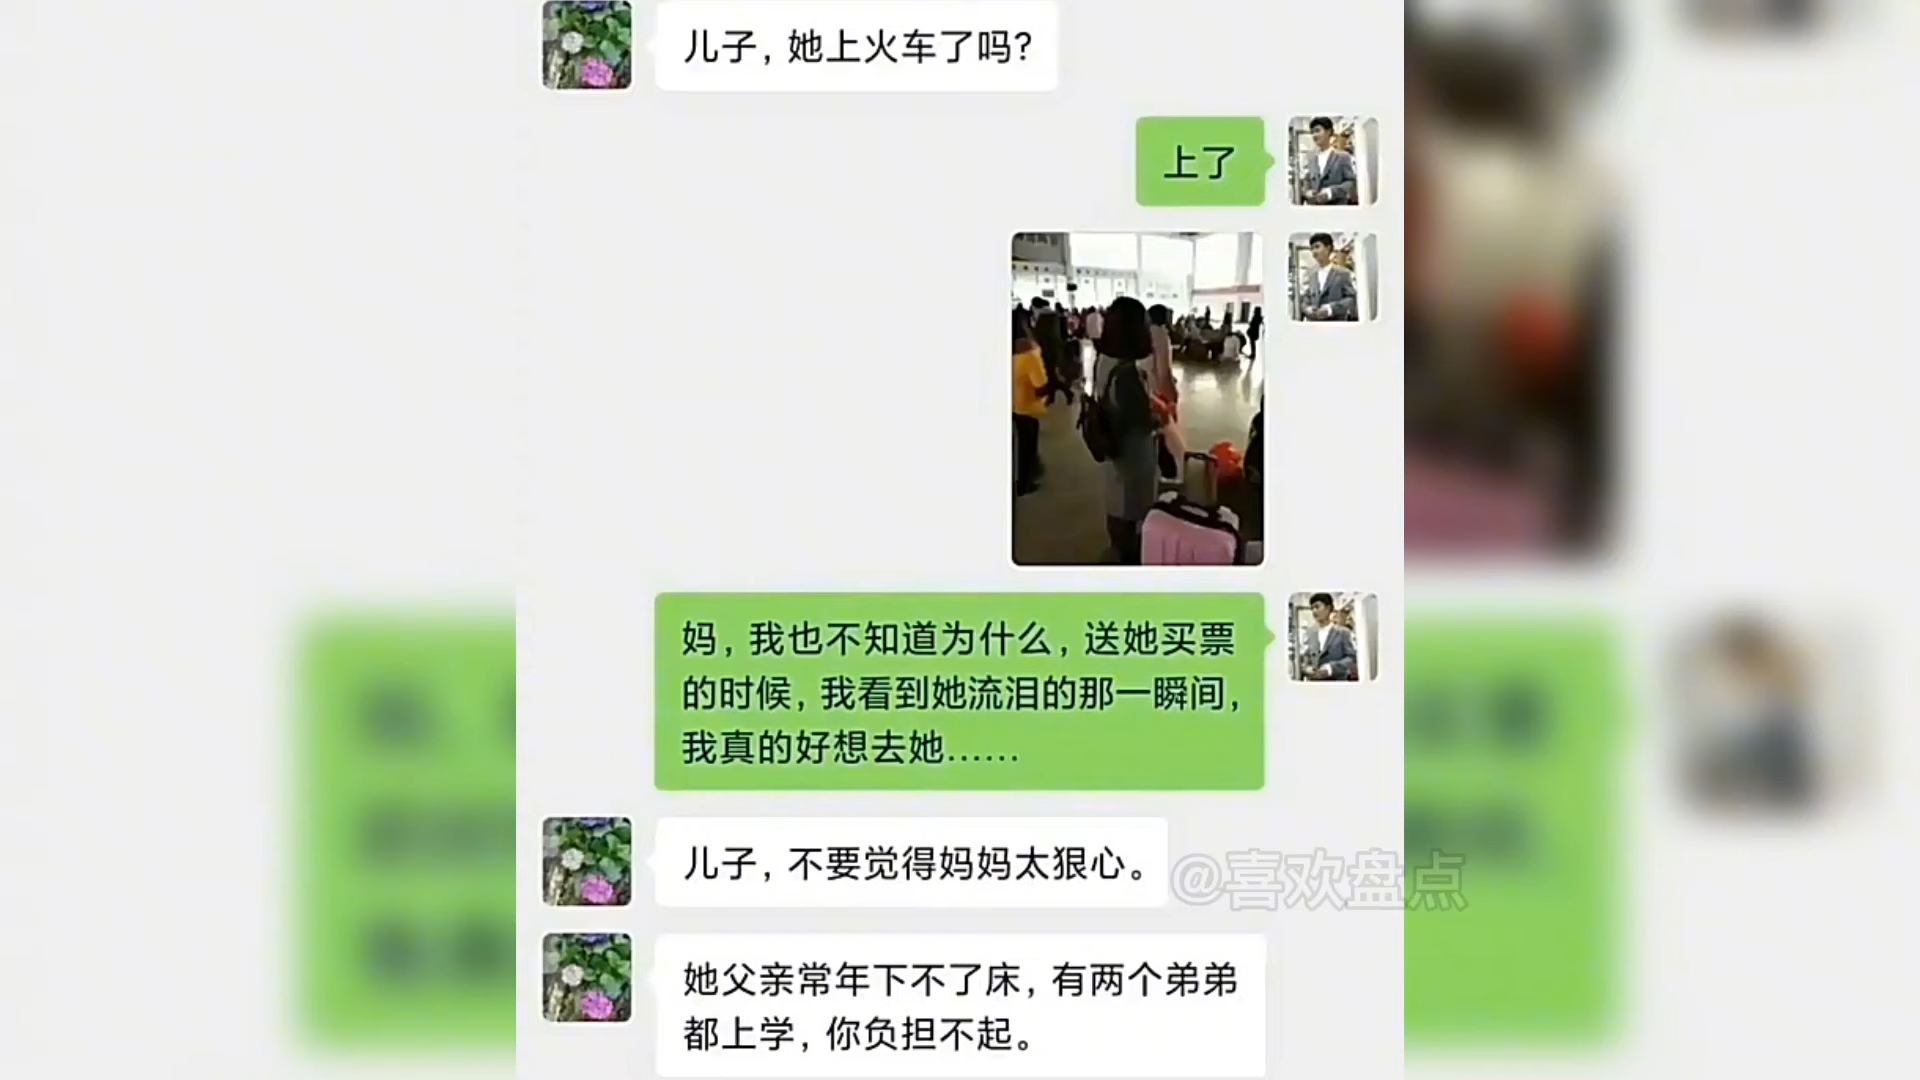 儿子，她上火车了吗？
上了
妈，我也不知道为什么，送她买票
的时候，我看到她流泪的那一瞬间，
我真的好想去她……
儿子，不要觉得妈妈太狠心。
@喜欢盘点
她父亲常年下不了床，有两个弟弟
都上学，你负担不起。